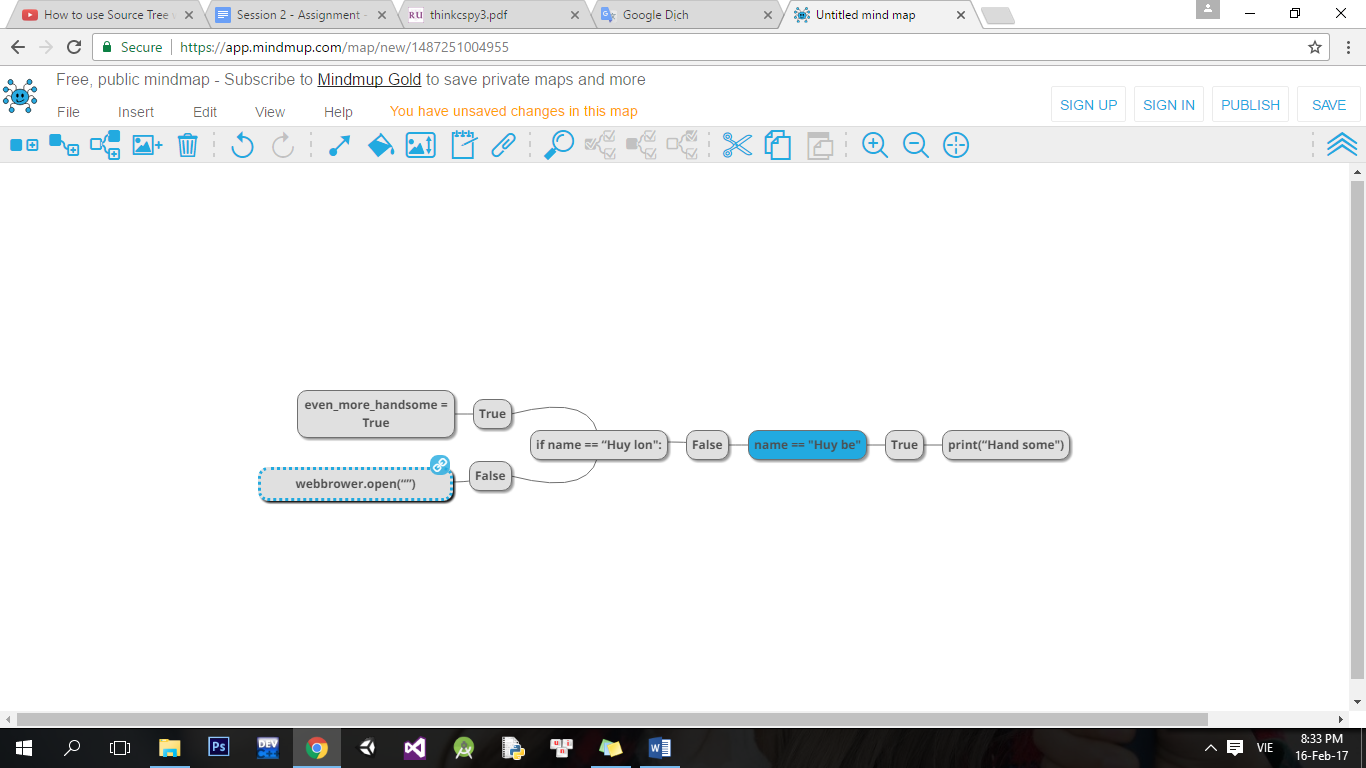 How to use Source Tree
Session 2 - Assignment -
thinkcspy3.pdf
Google Dịch
Untitled mind map
Secure
https://app.mindmup.com/map/new/1487251004955
Free, public mindmap - Subscribe to Mindmup Gold to save private maps and more
File
Insert
Edit
View
Help
You have unsaved changes in this map
SIGN UP
SIGN IN
PUBLISH
SAVE
even_more_handsome =
True
True
if name == “Huy lon":
False
name == "Huy be"
True
print(“Hand some")
webbrower.open(“”)
False
RU
Ps
DEV
VIE
8:33 PM
16-Feb-17